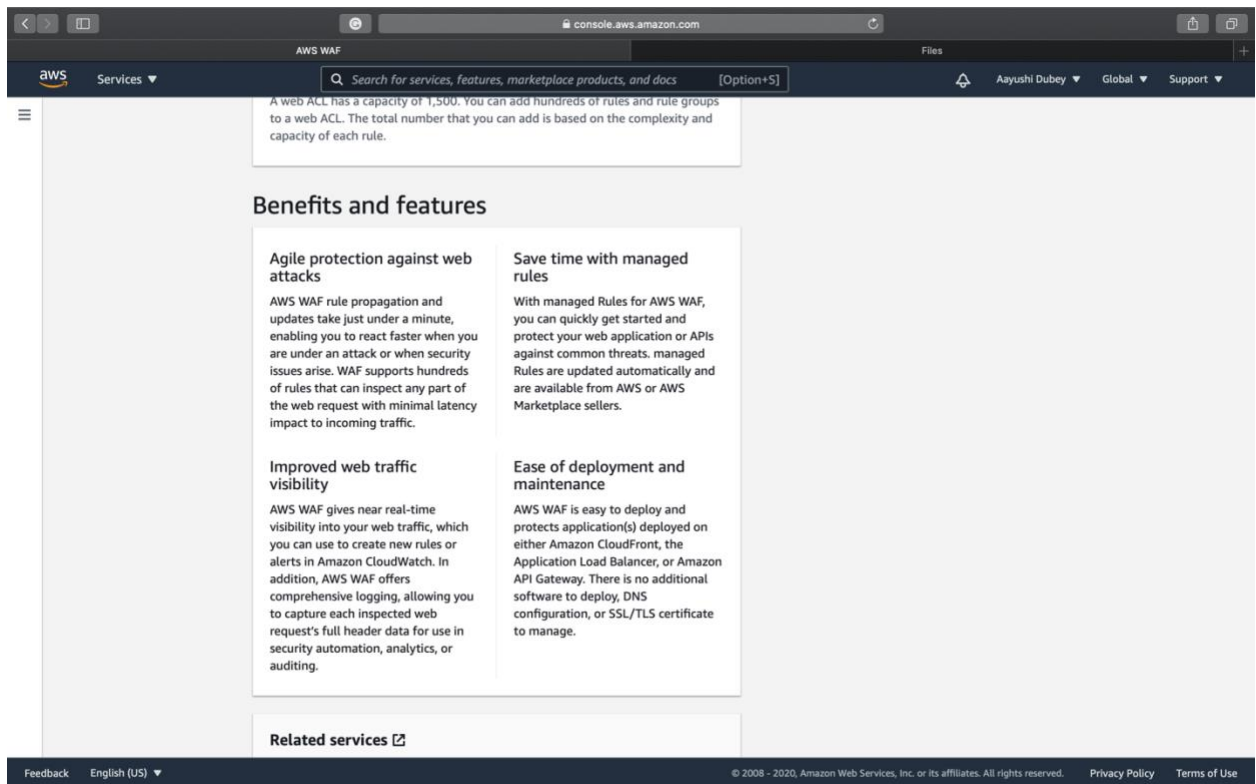 console.aws.amazon.com
AWS WAF
Files
aws
Services ▼
Search for services, features, marketplace products, and docs [Option+S]
Aayushi Dubey ▼
Global ▼
Support ▼
A web ACL has a capacity of 1,500. You can add hundreds of rules and rule groups
to a web ACL. The total number that you can add is based on the complexity and
capacity of each rule.
Benefits and features
Agile protection against web
attacks
AWS WAF rule propagation and
updates take just under a minute,
enabling you to react faster when you
are under an attack or when security
issues arise. WAF supports hundreds
of rules that can inspect any part of
the web request with minimal latency
impact to incoming traffic.
Save time with managed
rules
With managed Rules for AWS WAF,
you can quickly get started and
protect your web application or APIs
against common threats. managed
Rules are updated automatically and
are available from AWS or AWS
Marketplace sellers.
Improved web traffic
visibility
AWS WAF gives near real-time
visibility into your web traffic, which
you can use to create new rules or
alerts in Amazon CloudWatch. In
addition, AWS WAF offers
comprehensive logging, allowing you
to capture each inspected web
request's full header data for use in
security automation, analytics, or
auditing.
Ease of deployment and
maintenance
AWS WAF is easy to deploy and
protects application(s) deployed on
either Amazon CloudFront, the
Application Load Balancer, or Amazon
API Gateway. There is no additional
software to deploy, DNS
configuration, or SSL/TLS certificate
to manage.
Related services
Feedback
English (US) ▼
© 2008 - 2020, Amazon Web Services, Inc. or its affiliates. All rights reserved.
Privacy Policy
Terms of Use